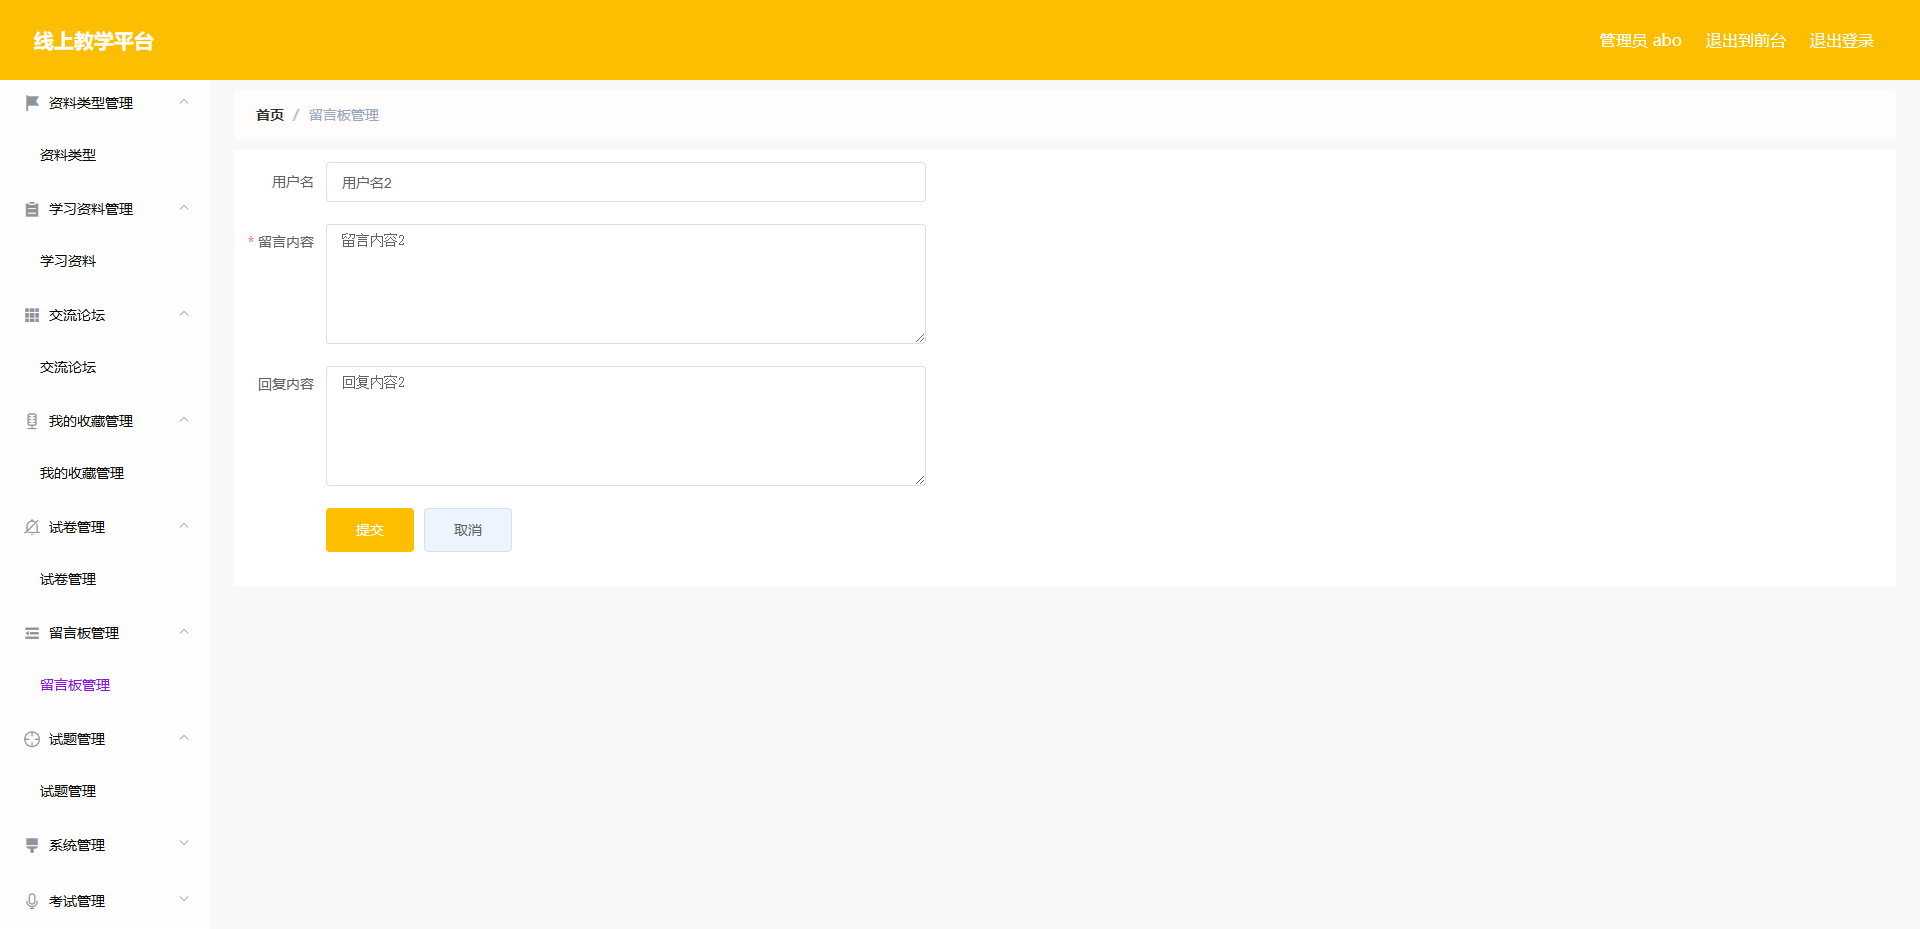 线上教学平台
管理员 abo 退出到前台 退出登录
资料类型管理
资料类型
学习资料管理
学习资料
交流论坛
交流论坛
我的收藏管理
我的收藏管理
试卷管理
试卷管理
留言板管理
留言板管理
试题管理
试题管理
系统管理
考试管理
首页 / 留言板管理
用户名 用户名2
* 留言内容 留言内容2
回复内容 回复内容2
提交 取消